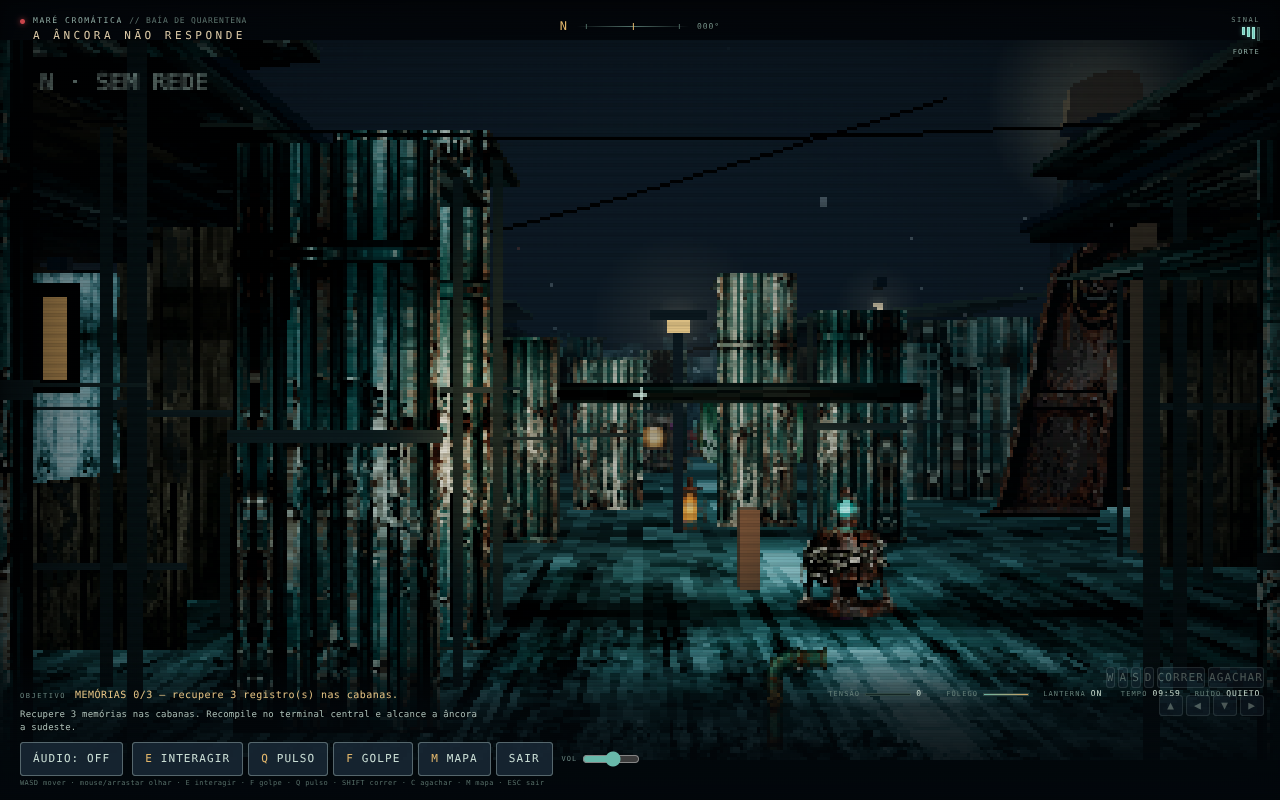 MARÉ CROMÁTICA // BAÍA DE QUARENTENA
A ÂNCORA NÃO RESPONDE
N 000°
SINAL
FORTE
N · SEM REDE
W A S D CORRER AGACHAR
OBJETIVO MEMÓRIAS 0/3 — recupere 3 registro(s) nas cabanas.
TENSÃO 0 FÔLEGO LANTERNA ON TEMPO 09:59 RUÍDO QUIETO
▲ ◀ ▼ ▶
Recupere 3 memórias nas cabanas. Recompile no terminal central e alcance a âncora
a sudeste.
ÁUDIO: OFF E INTERAGIR Q PULSO F GOLPE M MAPA SAIR VOL
WASD mover · mouse/arrastar olhar · E interagir · F golpe · Q pulso · SHIFT correr · C agachar · M mapa · ESC sair